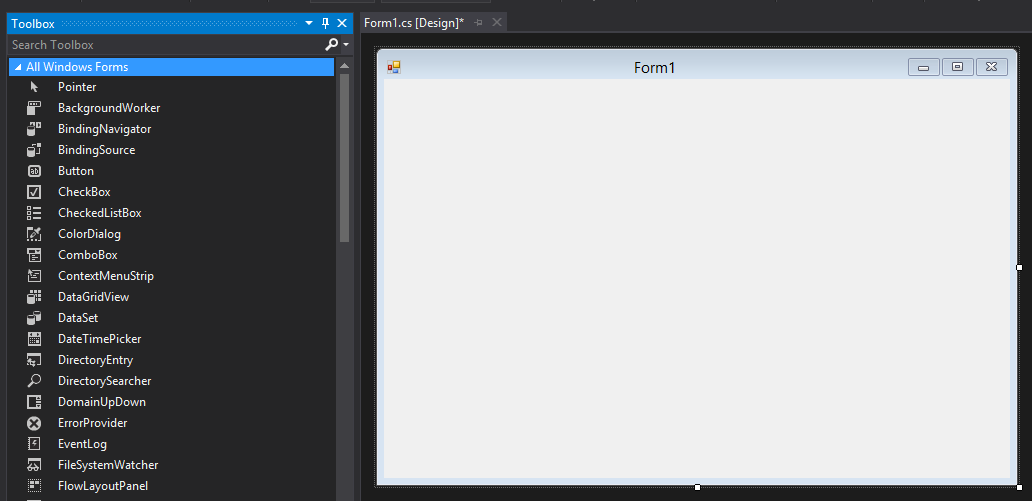 Toolbox
Search Toolbox
All Windows Forms
Pointer
BackgroundWorker
BindingNavigator
BindingSource
Button
CheckBox
CheckedListBox
ColorDialog
ComboBox
ContextMenuStrip
DataGridView
DataSet
DateTimePicker
DirectoryEntry
DirectorySearcher
DomainUpDown
ErrorProvider
EventLog
FileSystemWatcher
FlowLayoutPanel
Form1.cs [Design]*
Form1